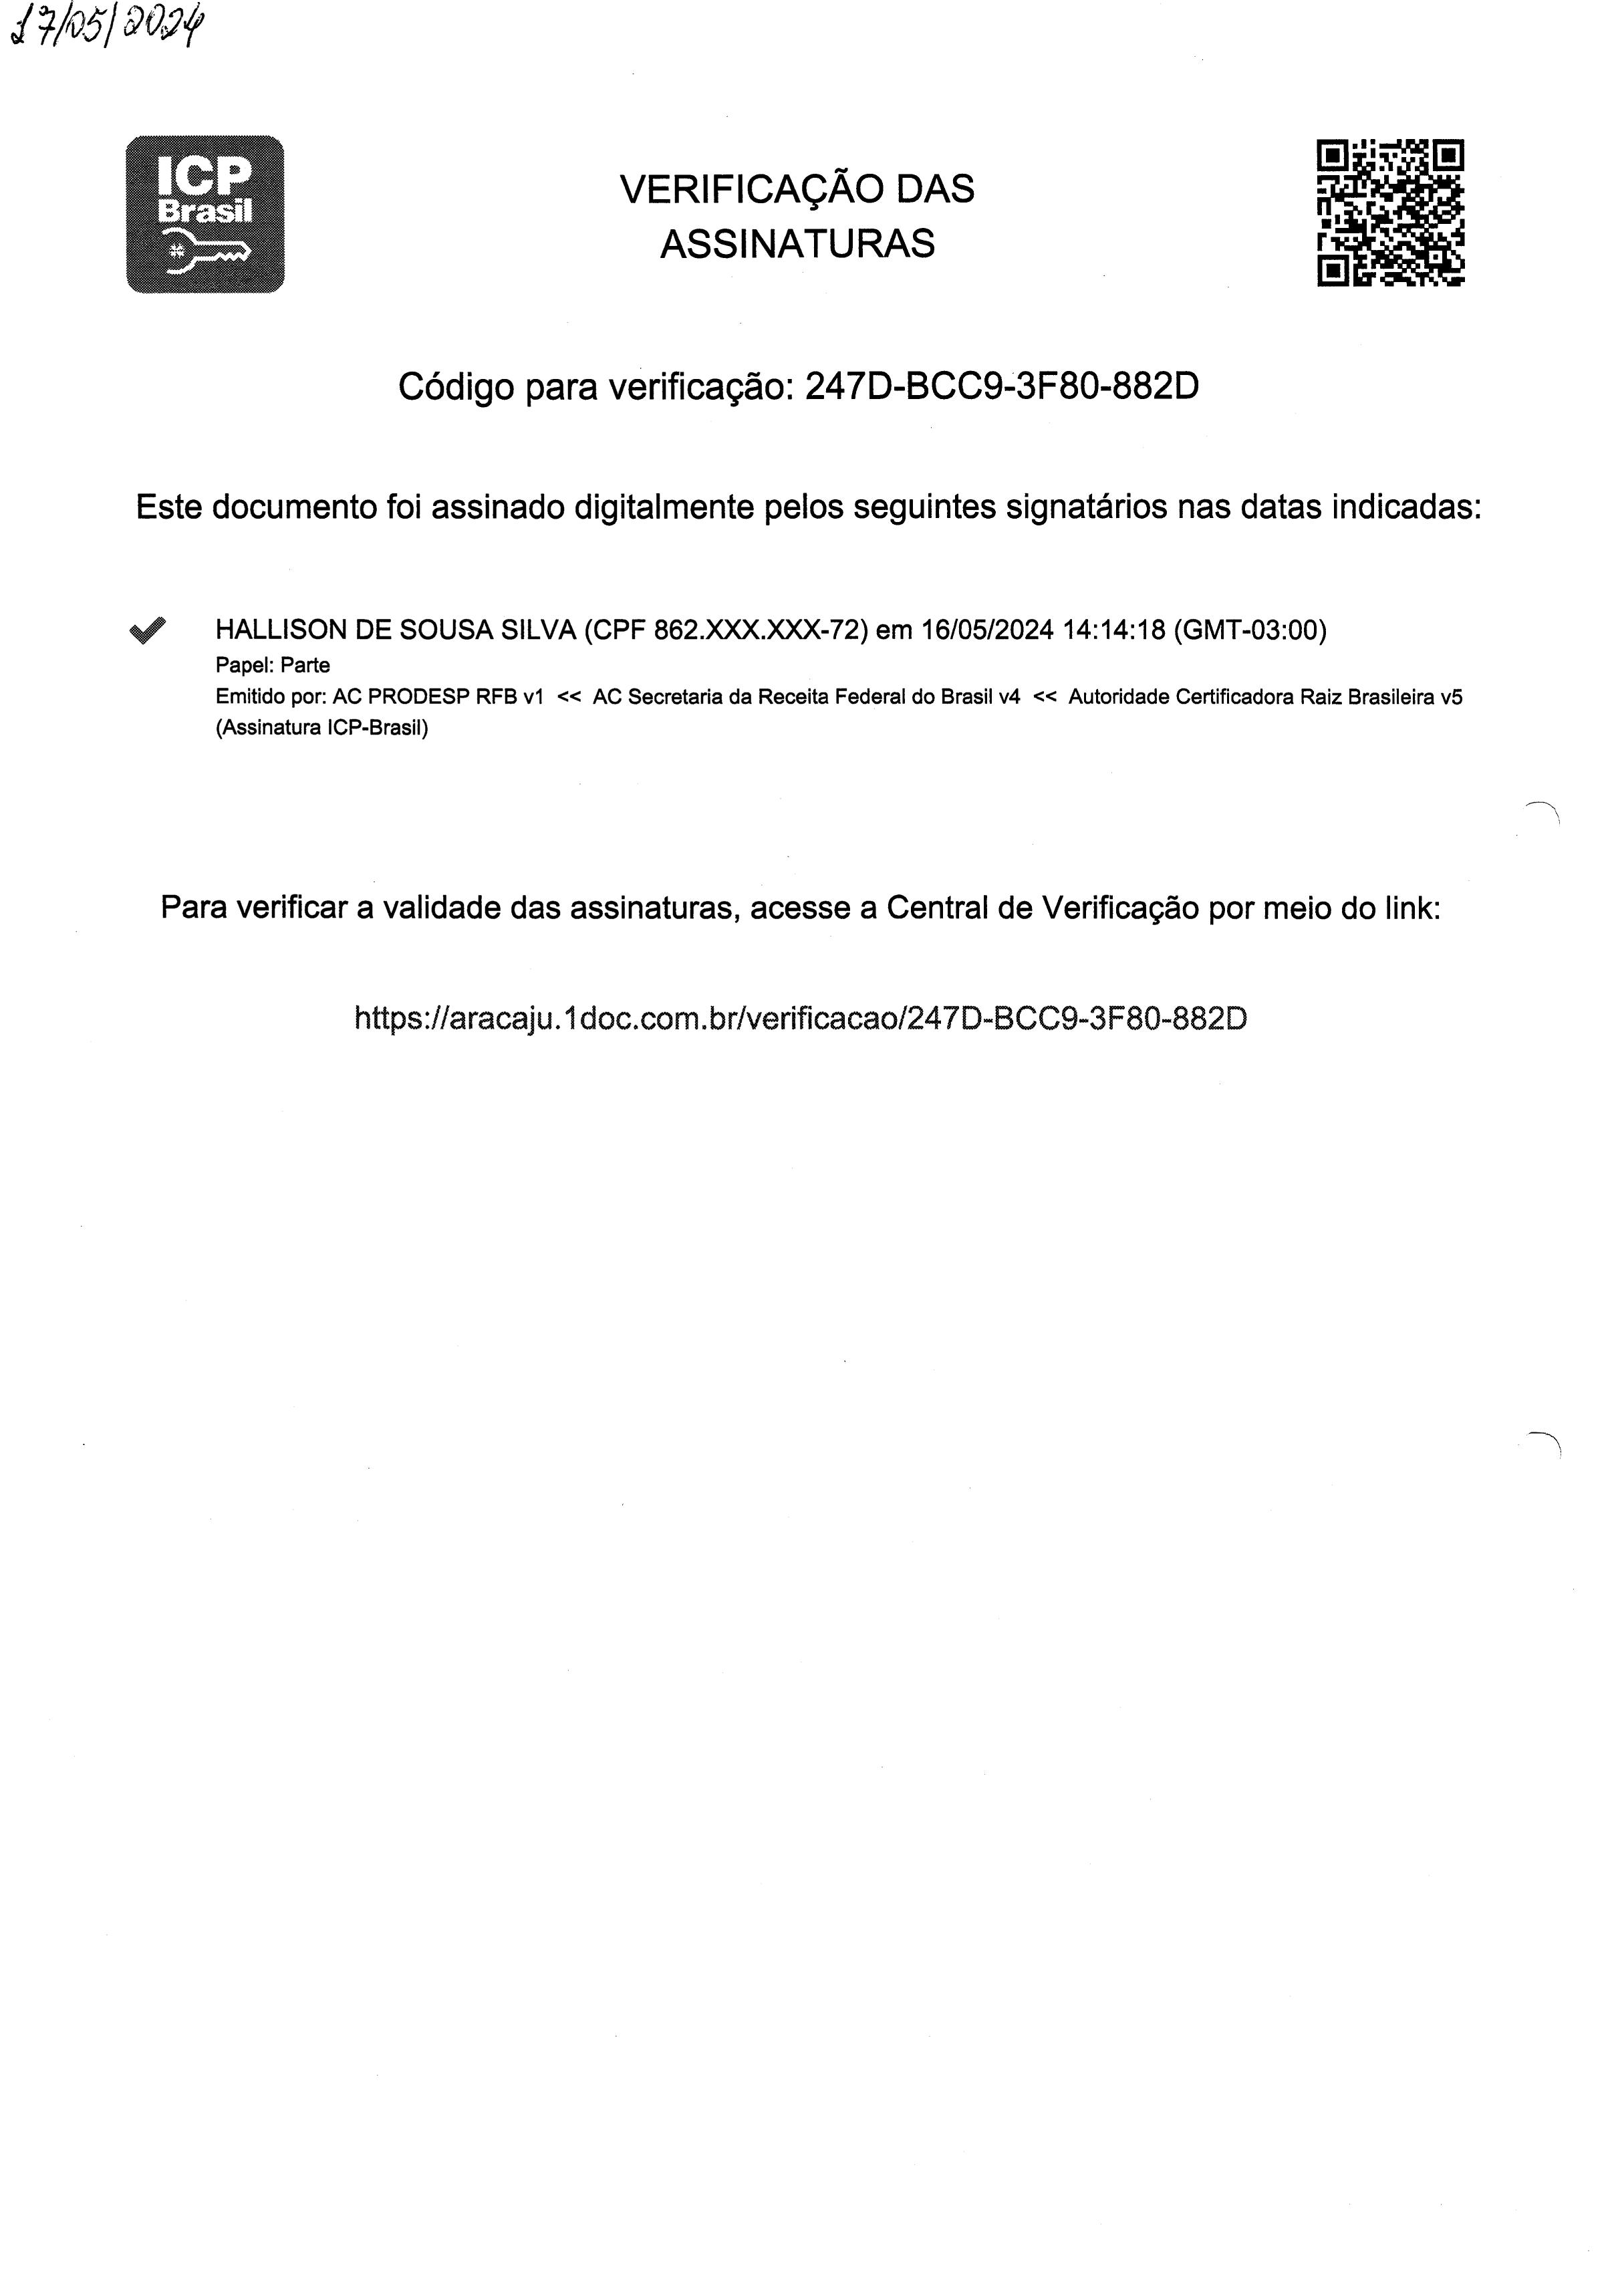 17/05/2024
ICP
Brasil
VERIFICAÇÃO DAS
ASSINATURAS
Código para verificação: 247D-BCC9-3F80-882D
Este documento foi assinado digitalmente pelos seguintes signatários nas datas indicadas:
HALLISON DE SOUSA SILVA (CPF 862.XXX.XXX-72) em 16/05/2024 14:14:18 (GMT-03:00)
Papel: Parte
Emitido por: AC PRODESP RFB v1 << AC Secretaria da Receita Federal do Brasil v4 << Autoridade Certificadora Raiz Brasileira v5
(Assinatura ICP-Brasil)
Para verificar a validade das assinaturas, acesse a Central de Verificação por meio do link:
https://aracaju.1doc.com.br/verificacao/247D-BCC9-3F80-882D